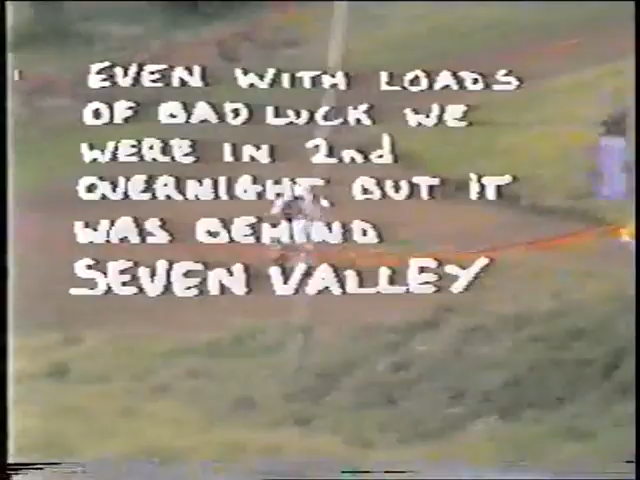 EVEN WITH LOADS
OF BAD LUCK WE
WERE IN 2nd
OVERNIGHT. BUT IT
WAS BEHIND
SEVEN VALLEY